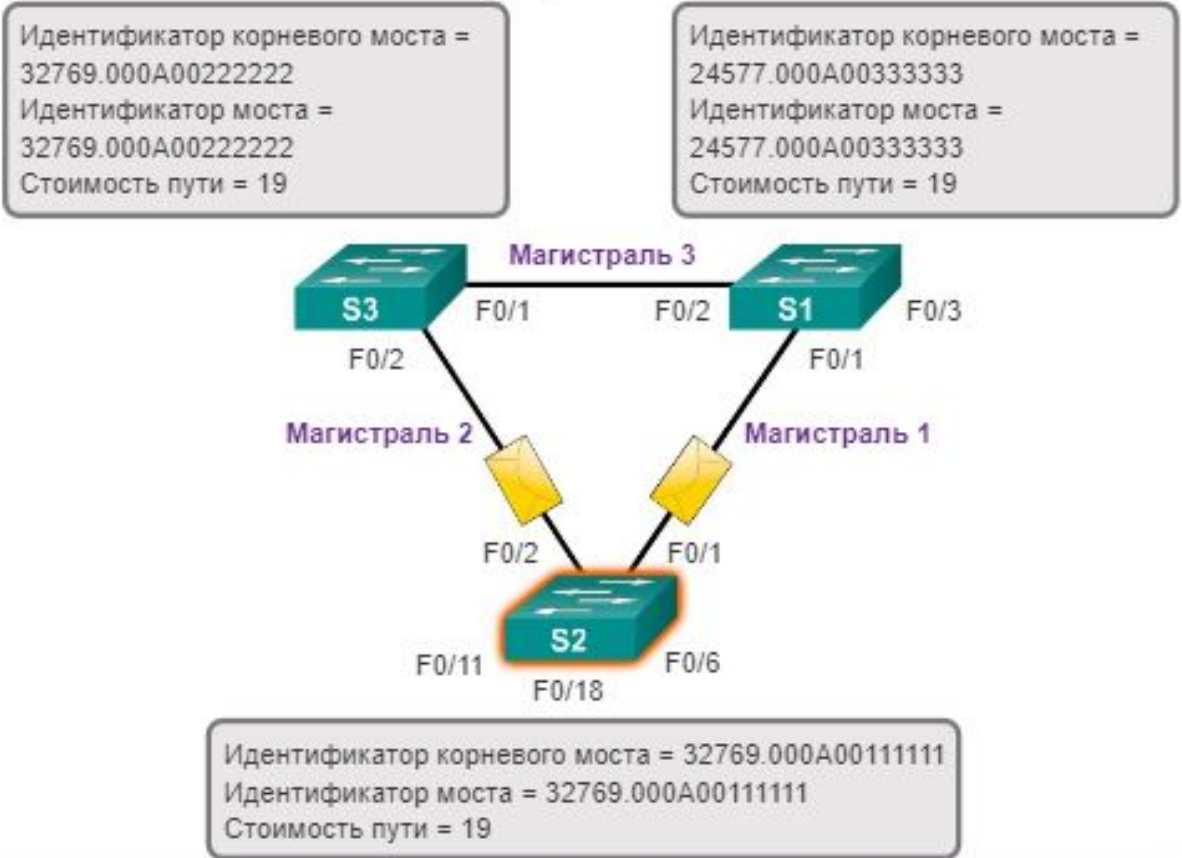 Идентификатор корневого моста =
32769.000A00222222
Идентификатор моста =
32769.000A00222222
Стоимость пути = 19
Идентификатор корневого моста =
24577.000A00333333
Идентификатор моста =
24577.000A00333333
Стоимость пути = 19
Магистраль 3
S3
F0/1
F0/2
S1
F0/3
F0/2
F0/1
Магистраль 2
Магистраль 1
F0/2
F0/1
S2
F0/11
F0/6
F0/18
Идентификатор корневого моста = 32769.000A00111111
Идентификатор моста = 32769.000A00111111
Стоимость пути = 19